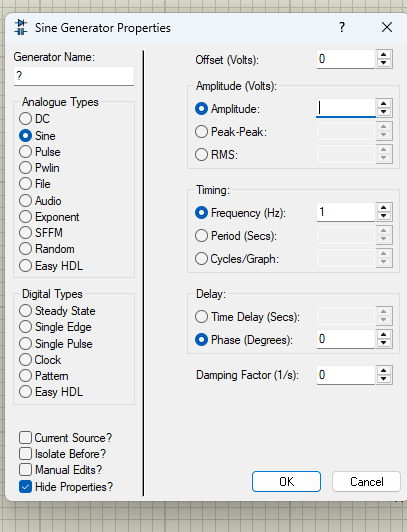 Sine Generator Properties
Generator Name:
?
Analogue Types
DC
Sine
Pulse
Pwlin
File
Audio
Exponent
SFFM
Random
Easy HDL
Digital Types
Steady State
Single Edge
Single Pulse
Clock
Pattern
Easy HDL
Current Source?
Isolate Before?
Manual Edits?
Hide Properties?
Offset (Volts): 0
Amplitude (Volts):
Amplitude:
Peak-Peak:
RMS:
Timing:
Frequency (Hz): 1
Period (Secs):
Cycles/Graph:
Delay:
Time Delay (Secs):
Phase (Degrees): 0
Damping Factor (1/s): 0
OK Cancel